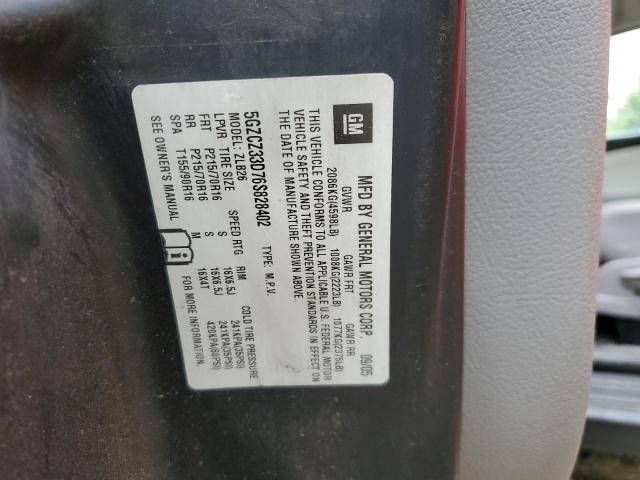 GM
MFD BY GENERAL MOTORS CORP. 09/05
GVWR GAWR FRT GAWR RR
2086KG(4598LB) 1008KG(2223LB) 1077KG(2375LB)
THIS VEHICLE CONFORMS TO ALL APPLICABLE U.S. FEDERAL MOTOR
VEHICLE SAFETY AND THEFT PREVENTION STANDARDS IN EFFECT ON
THE DATE OF MANUFACTURE SHOWN ABOVE.
5GZCZ33D76S828402 TYPE: M.P.V.
MODEL: ZLB26
LPVR TIRE SIZE SPEED RTG RIM COLD TIRE PRESSURE
FRT P215/70R16 S 16X6.5J 241KPA(35PSI)
RR P215/70R16 S 16X6.5J 241KPA(35PSI)
SPA T155/90R16 M 16X4T 420KPA(60PSI)
SEE OWNER'S MANUAL FOR MORE INFORMATION.